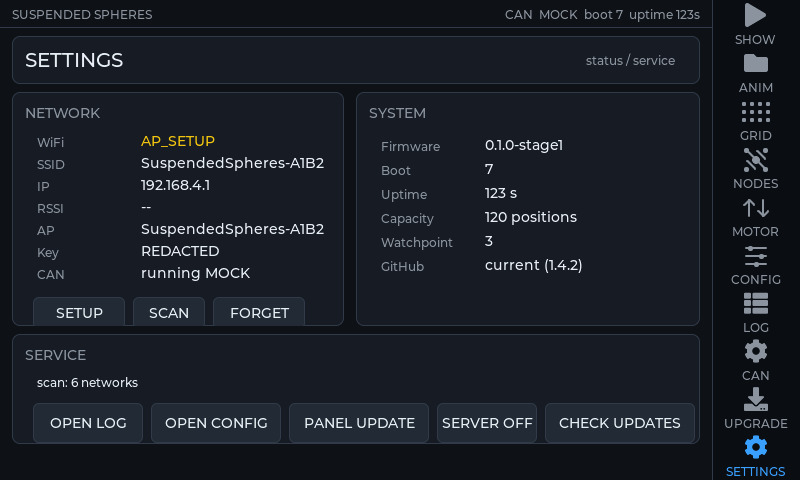 SUSPENDED SPHERES
CAN MOCK boot 7 uptime 123s
SETTINGS
status / service
NETWORK
WiFi AP_SETUP
SSID SuspendedSpheres-A1B2
IP 192.168.4.1
RSSI --
AP SuspendedSpheres-A1B2
Key REDACTED
CAN running MOCK
SETUP SCAN FORGET
SYSTEM
Firmware 0.1.0-stage1
Boot 7
Uptime 123 s
Capacity 120 positions
Watchpoint 3
GitHub current (1.4.2)
SERVICE
scan: 6 networks
OPEN LOG OPEN CONFIG PANEL UPDATE SERVER OFF CHECK UPDATES
SHOW
ANIM
GRID
NODES
MOTOR
CONFIG
LOG
CAN
UPGRADE
SETTINGS